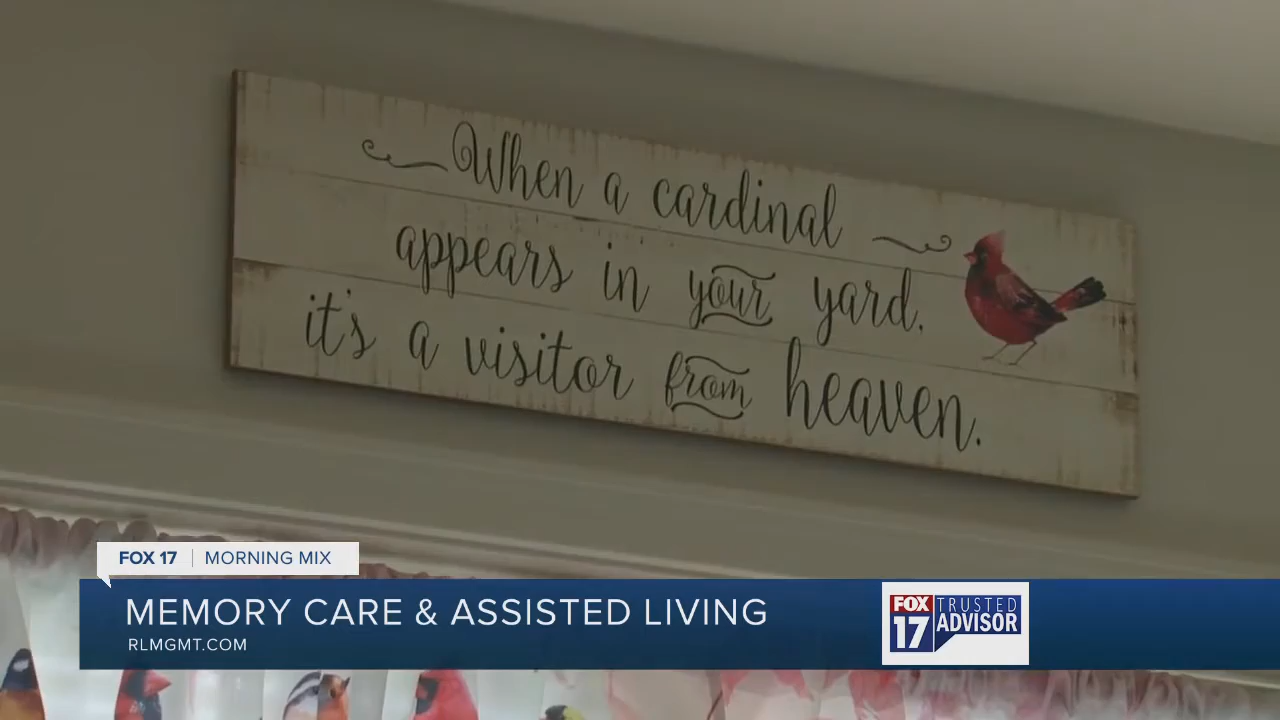 When a cardinal
appears in your yard,
it's a visitor from heaven.
FOX 17 | MORNING MIX
MEMORY CARE & ASSISTED LIVING
RLMGMT.COM
FOX 17 TRUSTED ADVISOR